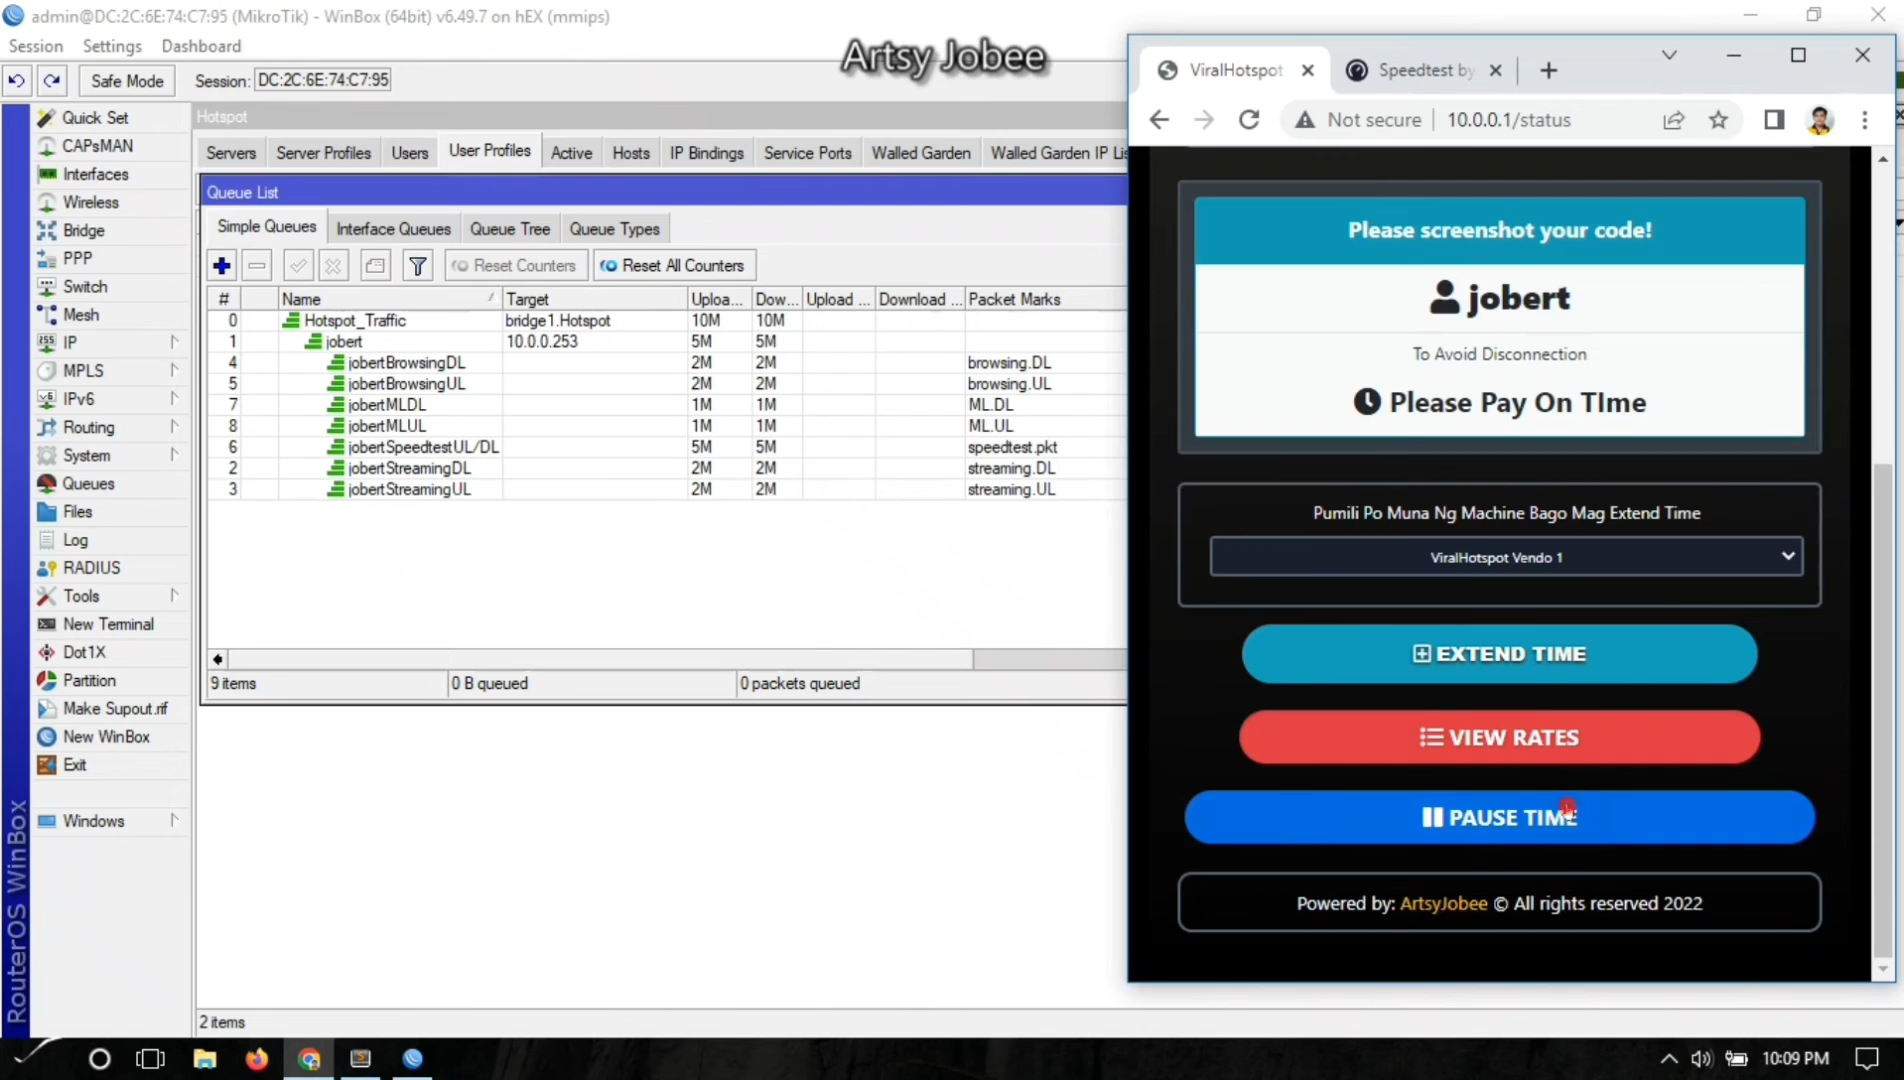 admin@DC:2C:6E:74:C7:95 (MikroTik) - WinBox (64bit) v6.49.7 on hEX (mmips)
Session Settings Dashboard
Artsy Jobee
Safe Mode Session: DC:2C:6E:74:C7:95
Quick Set
CAPsMAN
Interfaces
Wireless
Bridge
PPP
Switch
Mesh
IP
MPLS
IPv6
Routing
System
Queues
Files
Log
RADIUS
Tools
New Terminal
Dot1X
Partition
Make Supout.rif
New WinBox
Exit
Windows
RouterOS WinBox
Hotspot
Servers Server Profiles Users User Profiles Active Hosts IP Bindings Service Ports Walled Garden Walled Garden IP Lis
Queue List
Simple Queues Interface Queues Queue Tree Queue Types
Reset Counters Reset All Counters
# Name Target Uploa... Dow... Upload ... Download ... Packet Marks
0 Hotspot_Traffic bridge1.Hotspot 10M 10M
1 jobert 10.0.0.253 5M 5M
4 jobertBrowsingDL 2M 2M browsing.DL
5 jobertBrowsingUL 2M 2M browsing.UL
7 jobertMLDL 1M 1M ML.DL
8 jobertMLUL 1M 1M ML.UL
6 jobertSpeedtestUL/DL 5M 5M speedtest.pkt
2 jobertStreamingDL 2M 2M streaming.DL
3 jobertStreamingUL 2M 2M streaming.UL
9 items 0 B queued 0 packets queued
2 items
ViralHotspot Speedtest by
Not secure 10.0.0.1/status
Please screenshot your code!
jobert
To Avoid Disconnection
Please Pay On TIme
Pumili Po Muna Ng Machine Bago Mag Extend Time
ViralHotspot Vendo 1
EXTEND TIME
VIEW RATES
PAUSE TIME
Powered by: ArtsyJobee © All rights reserved 2022
10:09 PM